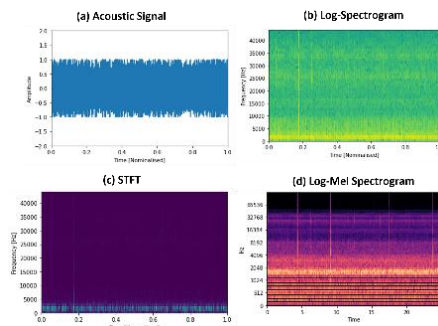 (a) Acoustic Signal
2.0
1.5
1.0
0.5
0.0
-0.5
-1.0
-1.5
-2.0
Amplitude
0.0 0.2 0.4 0.6 0.8 1.0
Time [Nominalised]
(b) Log-Spectrogram
40000
35000
30000
25000
20000
15000
10000
5000
0
Frequency [Hz]
0.0 0.2 0.4 0.6 0.8 1.0
Time [Nominalised]
(c) STFT
40000
35000
30000
25000
20000
15000
10000
5000
0
Frequency [Hz]
0.0 0.2 0.4 0.6 0.8 1.0
(d) Log-Mel Spectrogram
65536
32768
16384
8192
4096
2048
1024
512
0
Hz
0 10 20
Time